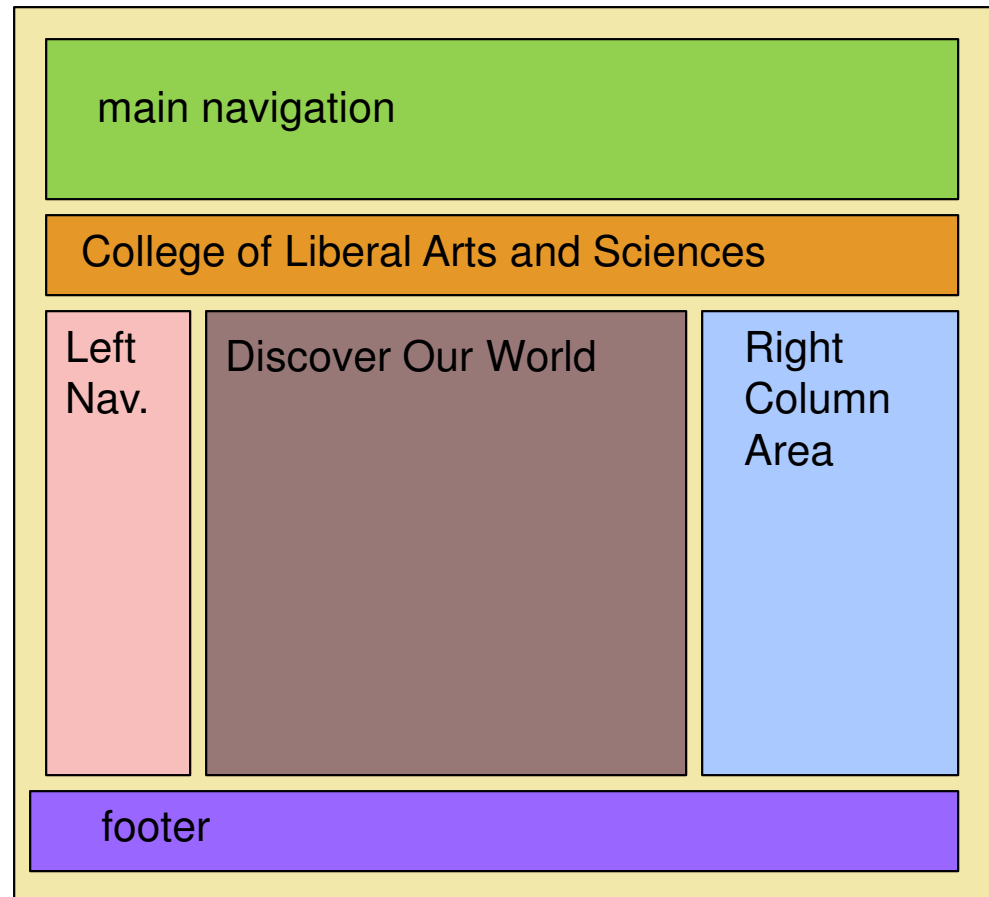 main navigation
College of Liberal Arts and Sciences
Left
Nav.
Discover Our World
Right
Column
Area
footer